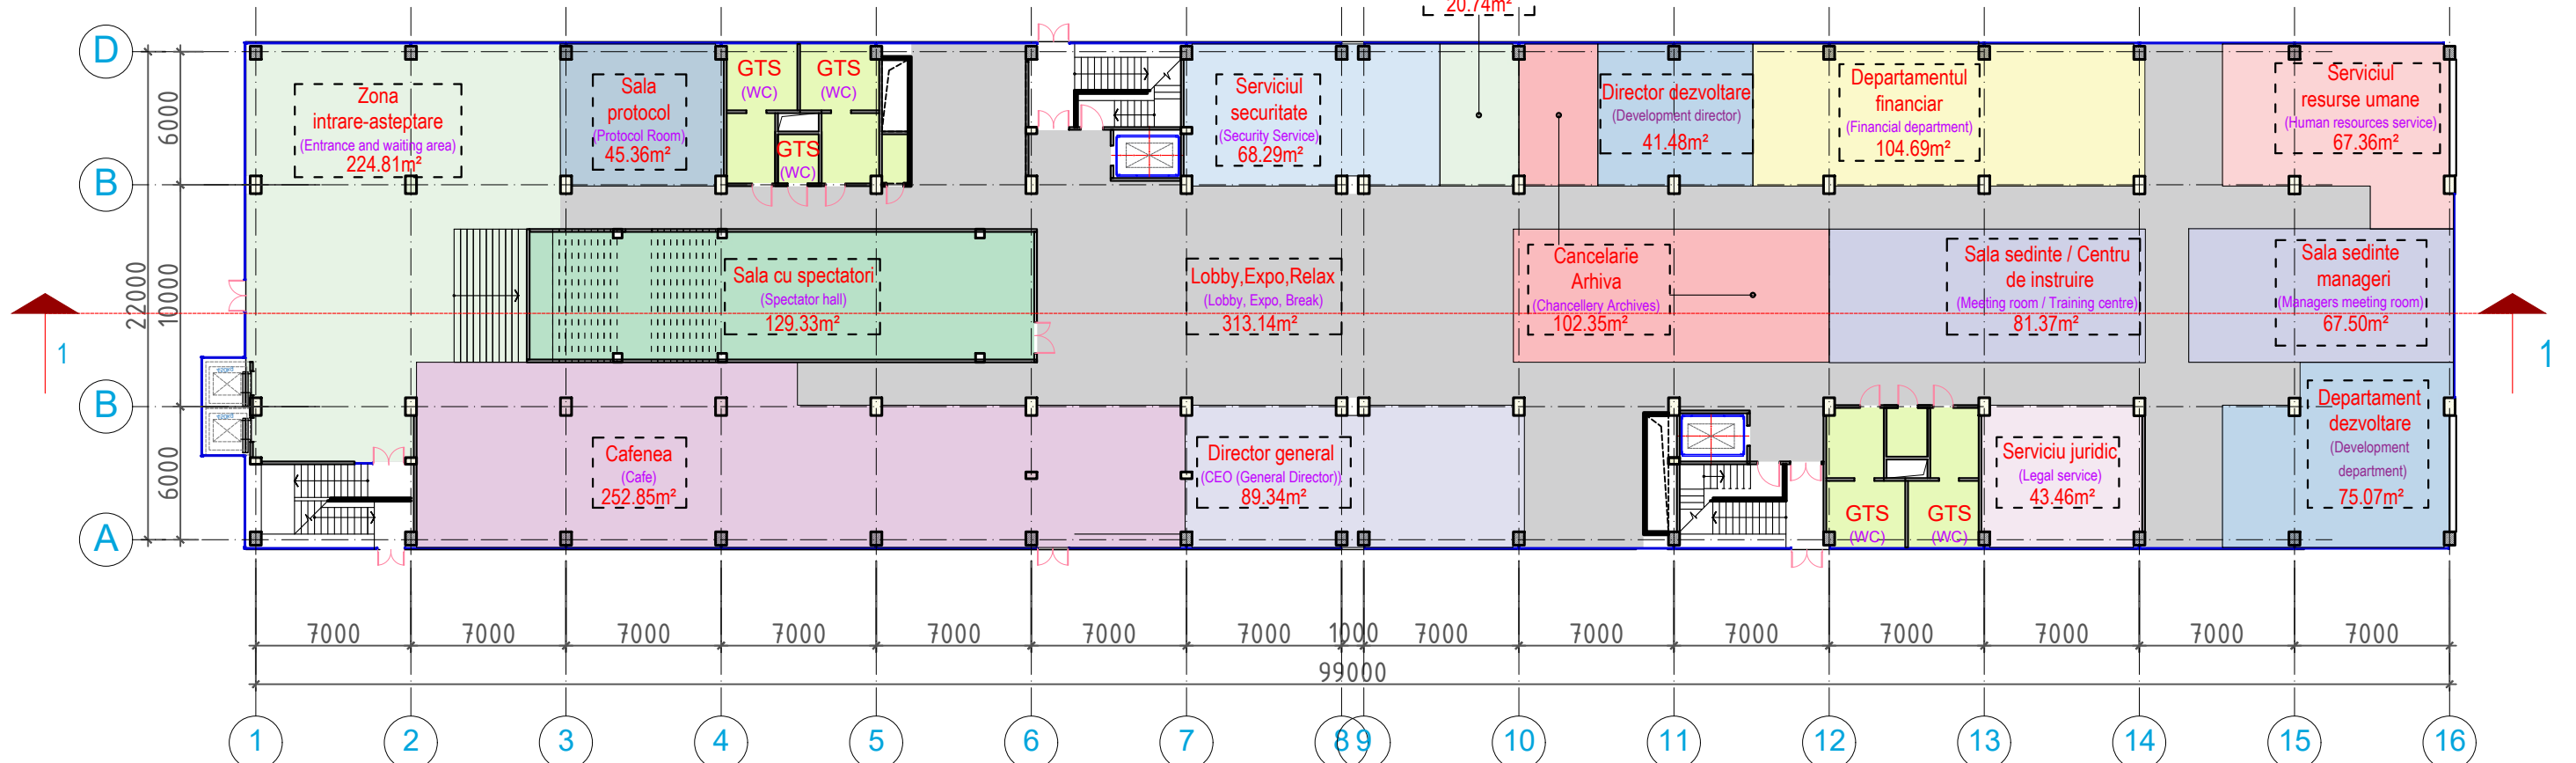 20.74m²
D
B
B
A
6000
10000
6000
22000
1
1
Zona
intrare-asteptare
(Entrance and waiting area)
224.81m²
Sala
protocol
(Protocol Room)
45.36m²
GTS
(WC)
GTS
(WC)
GTS
(WC)
Serviciul
securitate
(Security Service)
68.29m²
Director dezvoltare
(Development director)
41.48m²
Departamentul
financiar
(Financial department)
104.69m²
Serviciul
resurse umane
(Human resources service)
67.36m²
Sala cu spectatori
(Spectator hall)
129.33m²
Lobby,Expo,Relax
(Lobby, Expo, Break)
313.14m²
Cancelarie
Arhiva
(Chancellery Archives)
102.35m²
Sala sedinte / Centru
de instruire
(Meeting room / Training centre)
81.37m²
Sala sedinte
manageri
(Managers meeting room)
67.50m²
Cafenea
(Cafe)
252.85m²
Director general
(CEO (General Director))
89.34m²
GTS
(WC)
GTS
(WC)
Serviciu juridic
(Legal service)
43.46m²
Departament
dezvoltare
(Development
department)
75.07m²
7000 7000 7000 7000 7000 7000 7000 1000 7000 7000 7000 7000 7000 7000 7000
99000
1 2 3 4 5 6 7 8 9 10 11 12 13 14 15 16